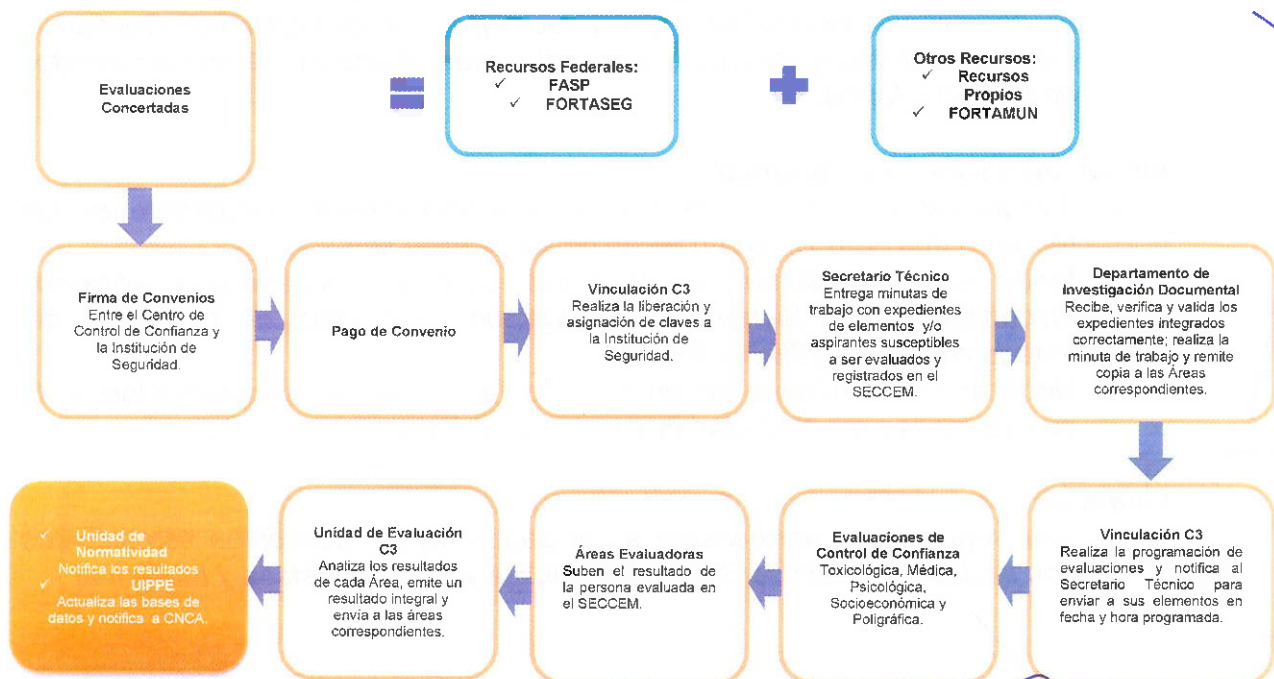 Evaluaciones
Concertadas
Recursos Federales:
✓ FASP
✓ FORTASEG
Otros Recursos:
✓ Recursos
Propios
✓ FORTAMUN
Firma de Convenios
Entre el Centro de
Control de Confianza y
la Institución de
Seguridad.
Pago de Convenio
Vinculación C3
Realiza la liberación y
asignación de claves a
la Institución de
Seguridad.
Secretario Técnico
Entrega minutas de
trabajo con expedientes
de elementos y/o
aspirantes susceptibles
a ser evaluados y
registrados en el
SECCEM.
Departamento de
Investigación Documental
Recibe, verifica y valida los
expedientes integrados
correctamente; realiza la
minuta de trabajo y remite
copia a las Áreas
correspondientes.
Vinculación C3
Realiza la programación de
evaluaciones y notifica al
Secretario Técnico para
enviar a sus elementos en
fecha y hora programada.
Evaluaciones de
Control de Confianza
Toxicológica, Médica,
Psicológica,
Socioeconómica y
Poligráfica.
Áreas Evaluadoras
Suben el resultado de
la persona evaluada en
el SECCEM.
Unidad de Evaluación
C3
Analiza los resultados
de cada Área, emite un
resultado integral y
envía a las áreas
correspondientes.
✓ Unidad de
Normatividad
Notifica los resultados
✓ UIPPE
Actualiza las bases de
datos y notifica a CNCA.